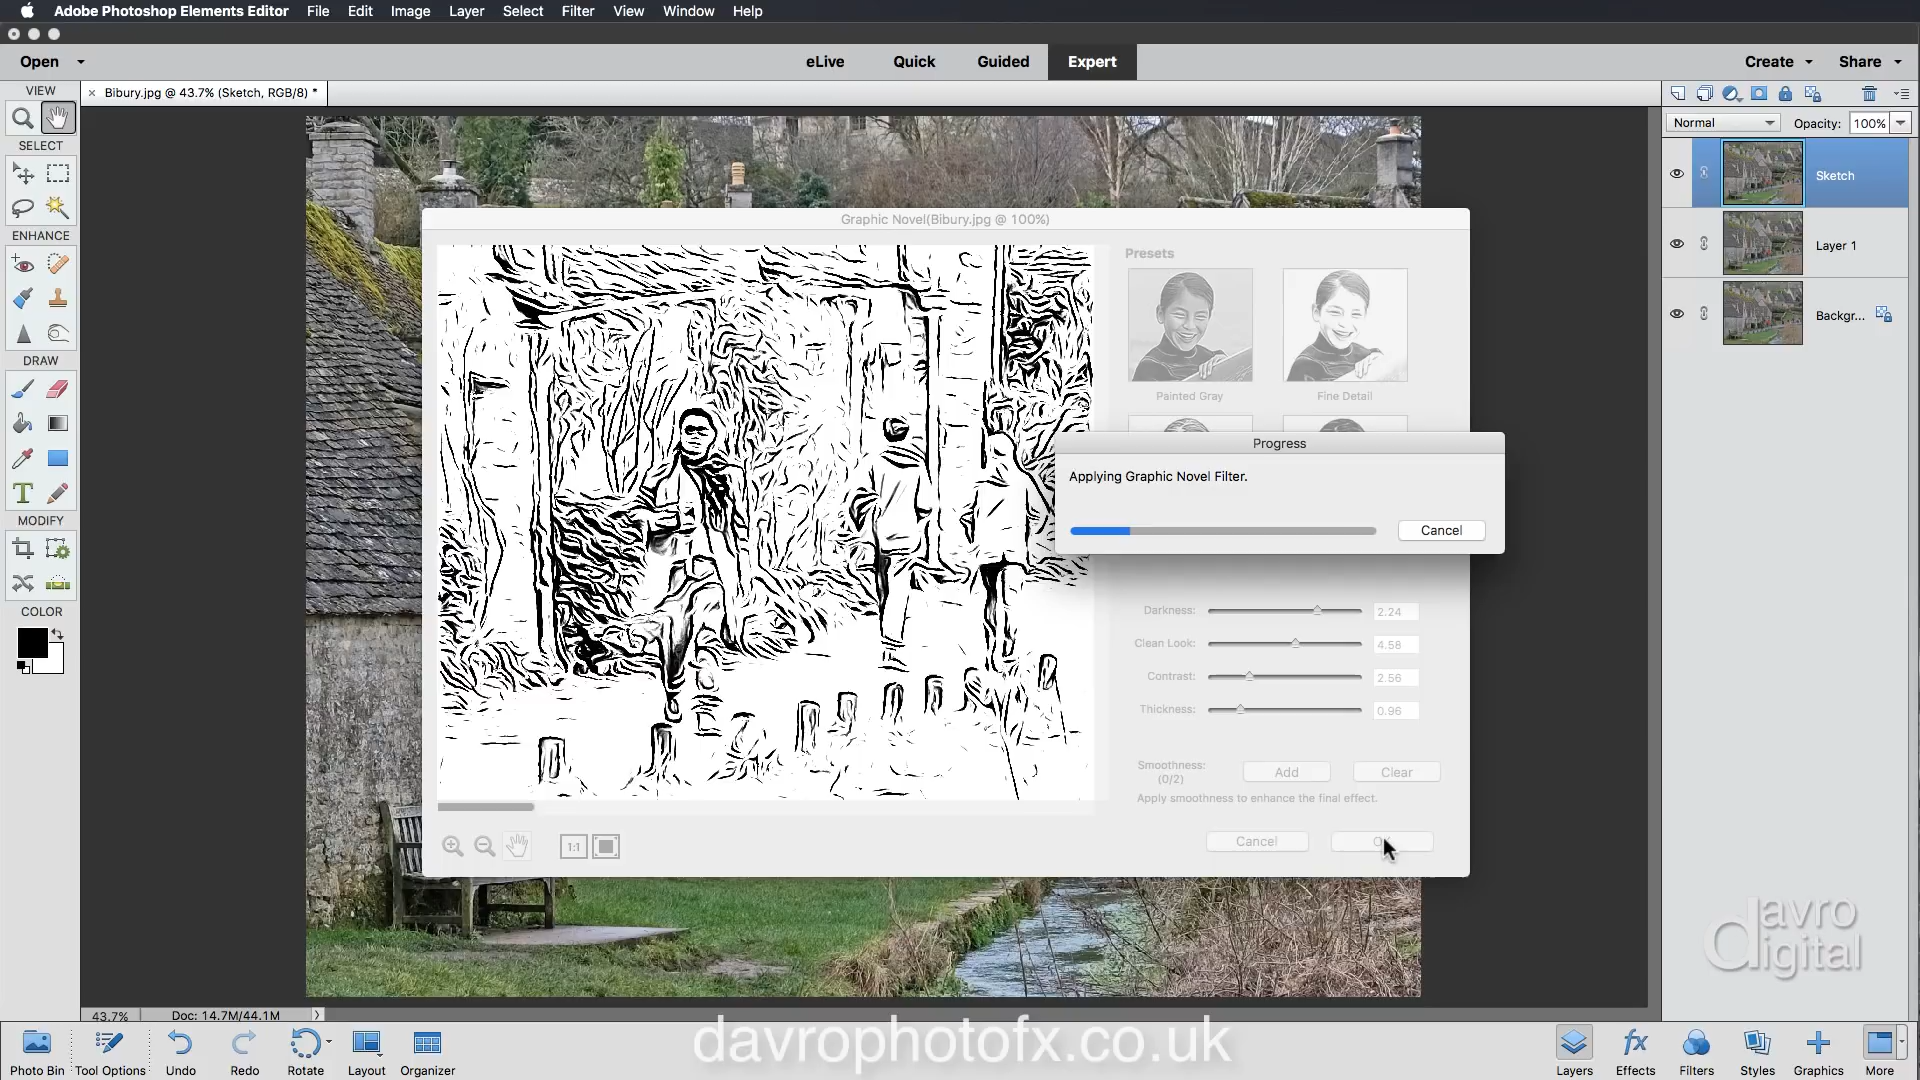 Adobe Photoshop Elements Editor File Edit Image Layer Select Filter View Window Help
Open eLive Quick Guided Expert Create Share
VIEW
× Bibury.jpg @ 43.7% (Sketch, RGB/8) *
Normal Opacity: 100%
SELECT
Sketch
ENHANCE
Layer 1
Backgr...
DRAW
T
MODIFY
COLOR
Graphic Novel(Bibury.jpg @ 100%)
Presets
Painted Gray Fine Detail
Progress
Applying Graphic Novel Filter.
Cancel
Darkness: 2.24
Clean Look: 4.58
Contrast: 2.56
Thickness: 0.96
Smoothness: Add Clear
(0/2)
Apply smoothness to enhance the final effect.
1:1 Cancel
davro
digital
43.7% Doc: 14.7M/44.1M
davrophotofx.co.uk
Photo Bin Tool Options Undo Redo Rotate Layout Organizer
fx
Layers Effects Filters Styles Graphics More